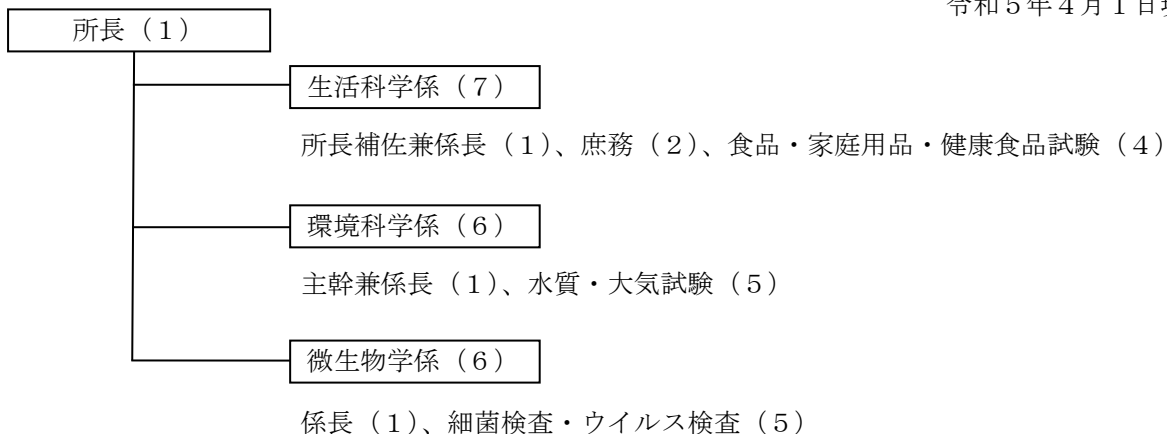 令和５年４月１日現
所長（１）
生活科学係（７）
所長補佐兼係長（１）、庶務（２）、食品・家庭用品・健康食品試験（４）
環境科学係（６）
主幹兼係長（１）、水質・大気試験（５）
微生物学係（６）
係長（１）、細菌検査・ウイルス検査（５）